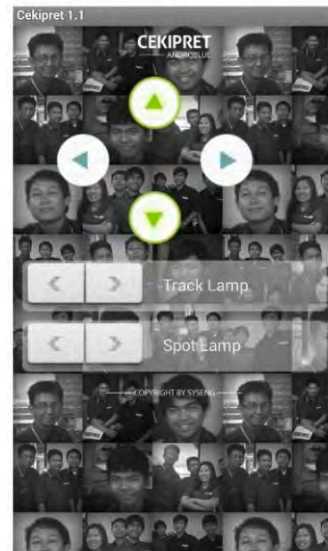 Cekipret 1.1
CEKIPRET
ANDROBLUE
Track Lamp
Spot Lamp
COPYRIGHT BY SYSENG